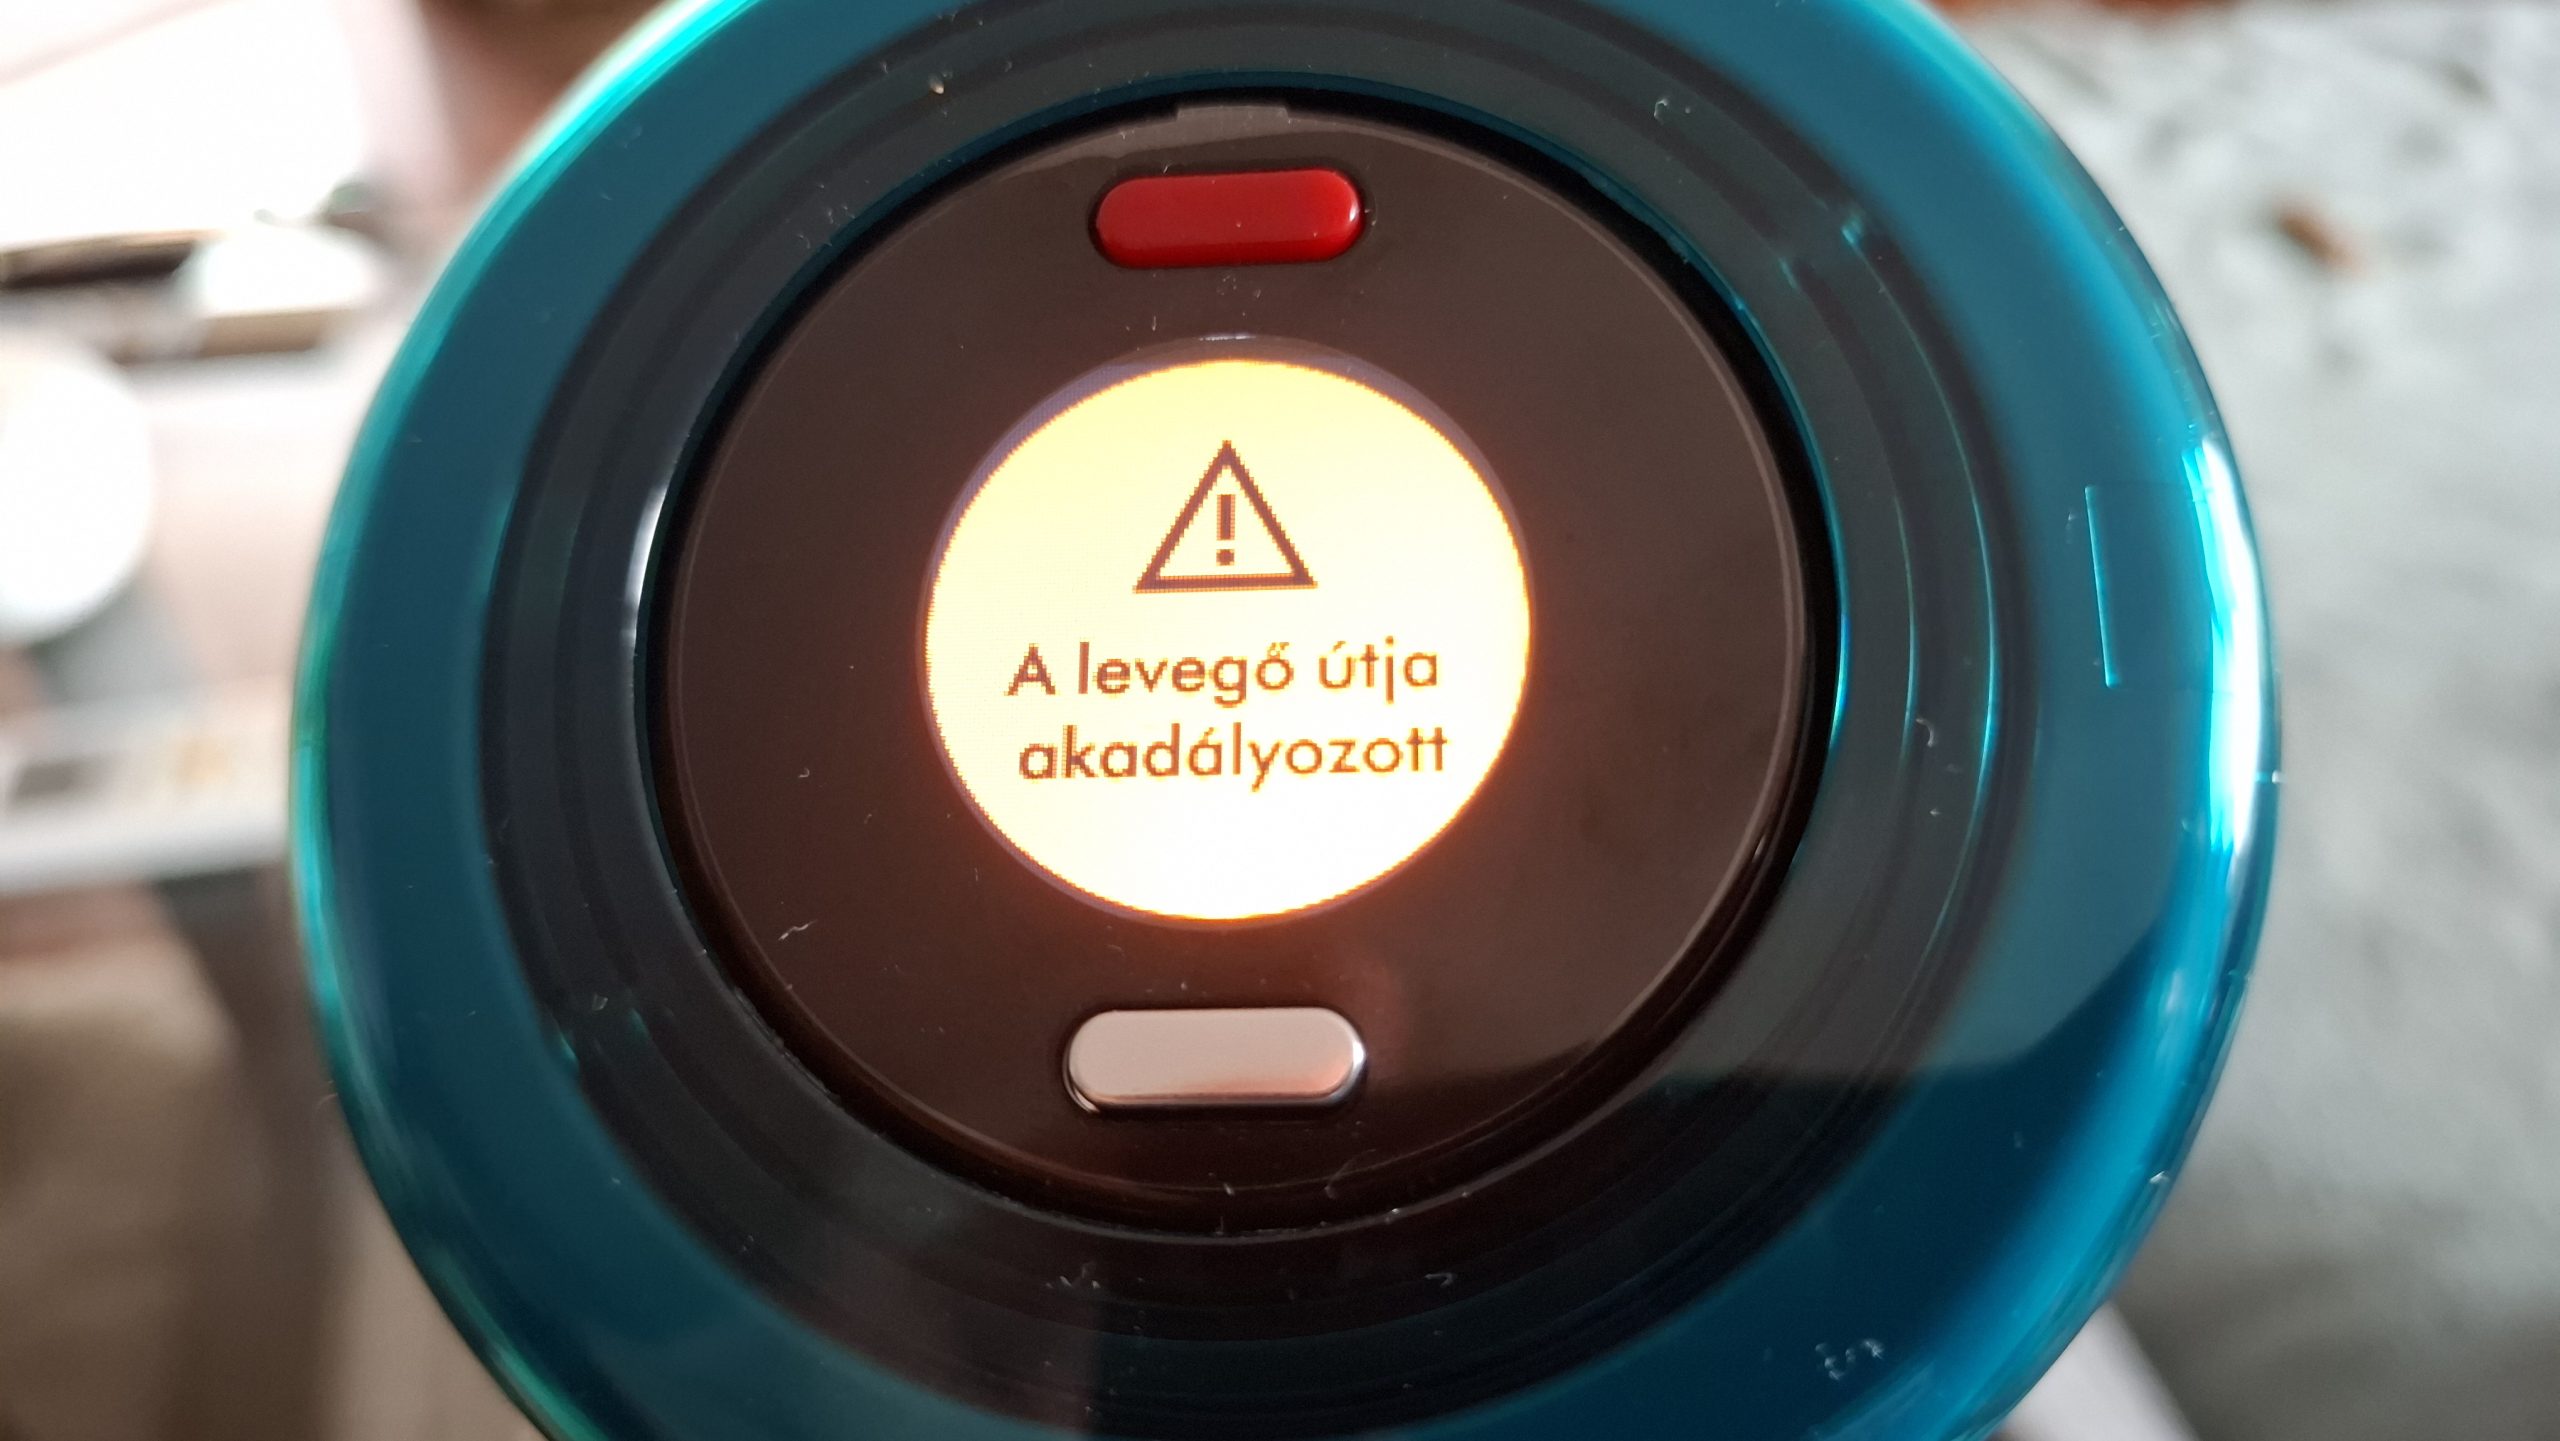 A levegő útja
akadályozott